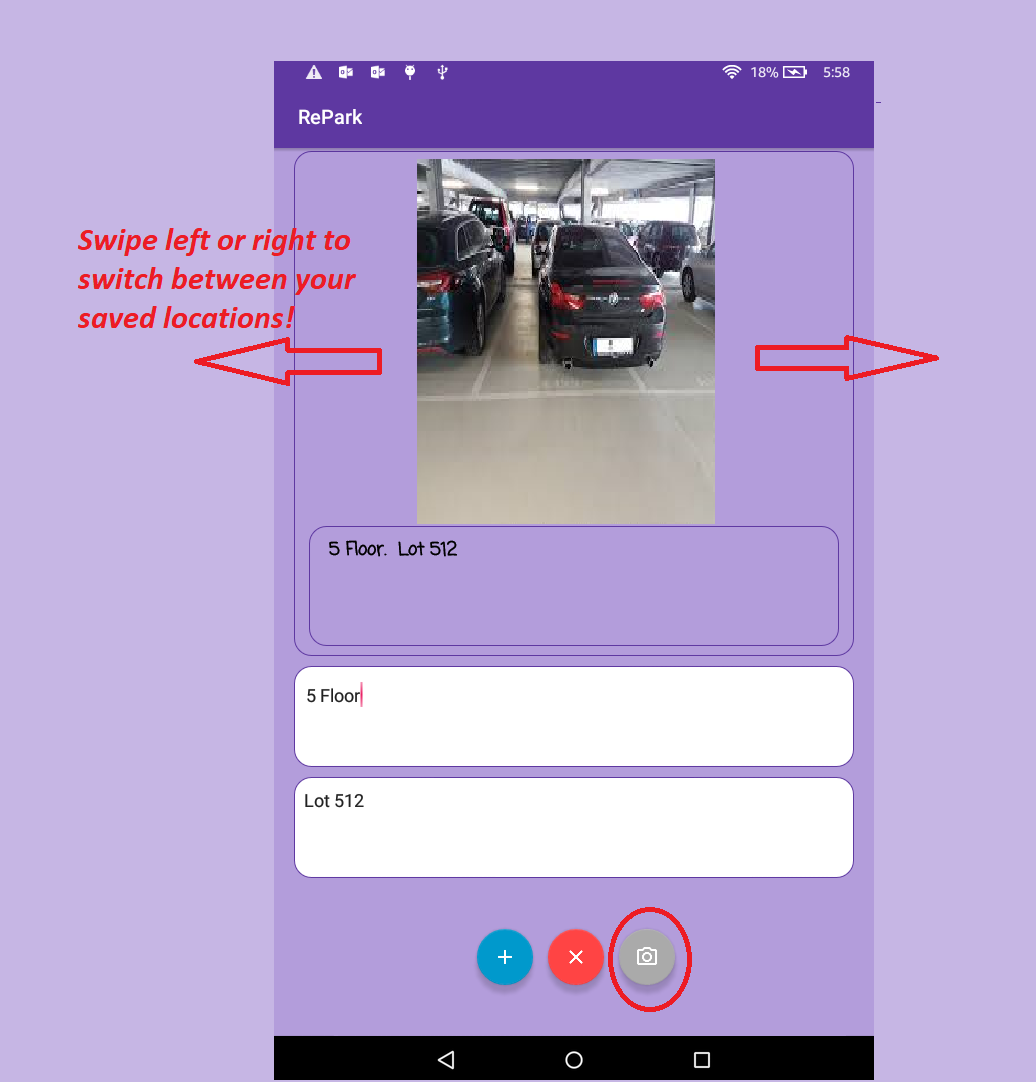 18% 5:58
RePark
Swipe left or right to
switch between your
saved locations!
5 Floor. Lot 512
5 Floor
Lot 512